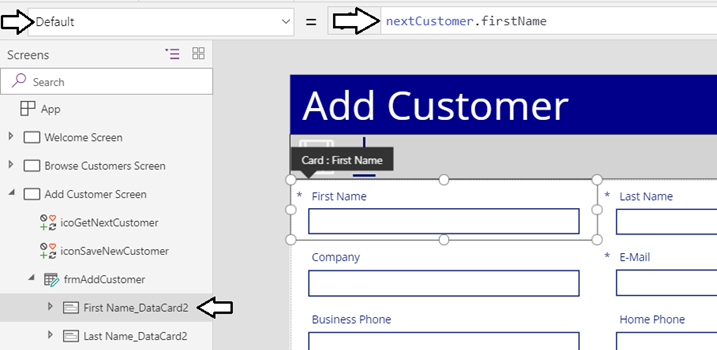 Default = nextCustomer.firstName
Screens
Search
App
Welcome Screen
Browse Customers Screen
Add Customer Screen
icoGetNextCustomer
iconSaveNewCustomer
frmAddCustomer
First Name_DataCard2
Last Name_DataCard2
Add Customer
Card : First Name
* First Name * Last Name
Company * E-Mail
Business Phone Home Phone